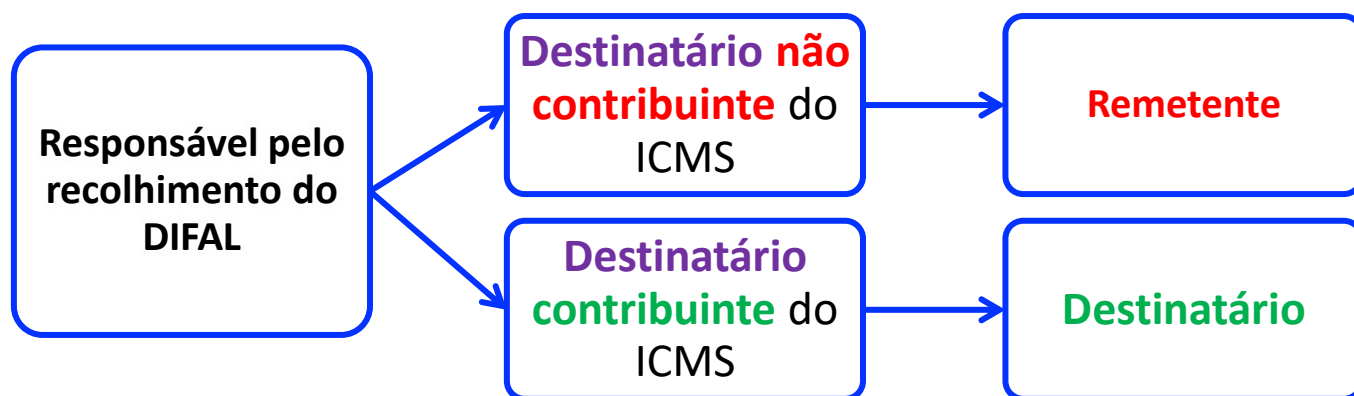 Responsável pelo
recolhimento do
DIFAL
Destinatário não
contribuinte do
ICMS
Remetente
Destinatário
contribuinte do
ICMS
Destinatário